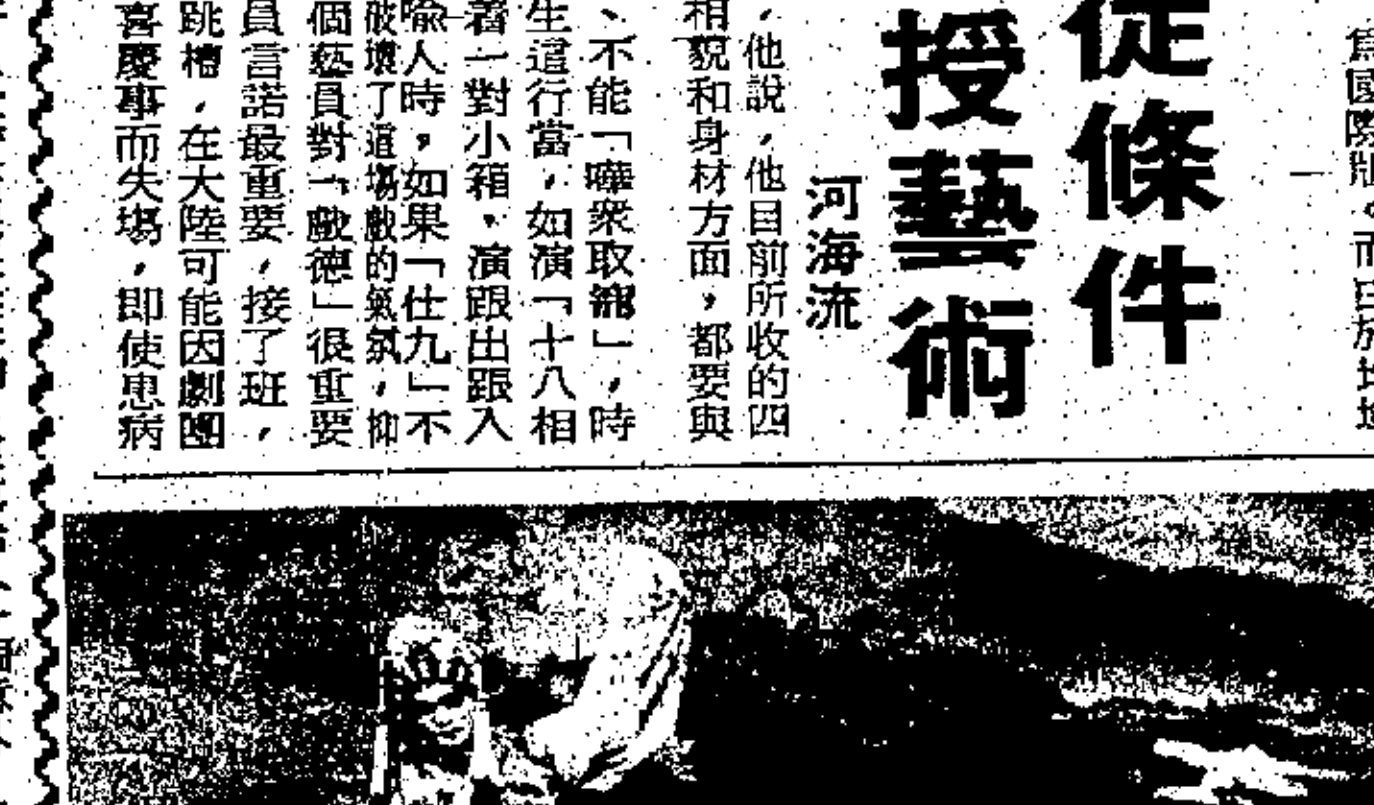 從條件
授藝術
河海流
，他說，他目前所收的四
相貌和身材方面，都要與
、不能「嘩衆取寵」，時
生這行當，如演「十八相
着一對小箱，演跟出跟入
喻人時，如果「仕九」不
破壞了這場戲的氣氛，抑
個藝員對「戲德」很重要
員言諾最重要，接了班，
跳槽，在大陸可能因劇團
喜慶事而失場，即使患病